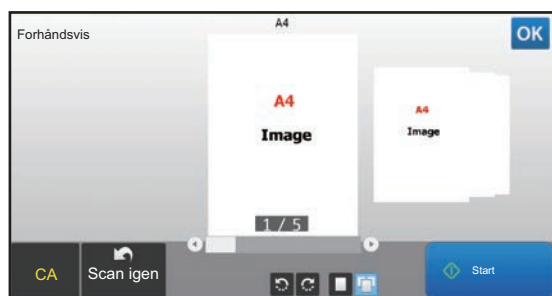 A4
Forhåndsvis
OK
A4
Image
A4
Image
1 / 5
CA
Scan igen
Start